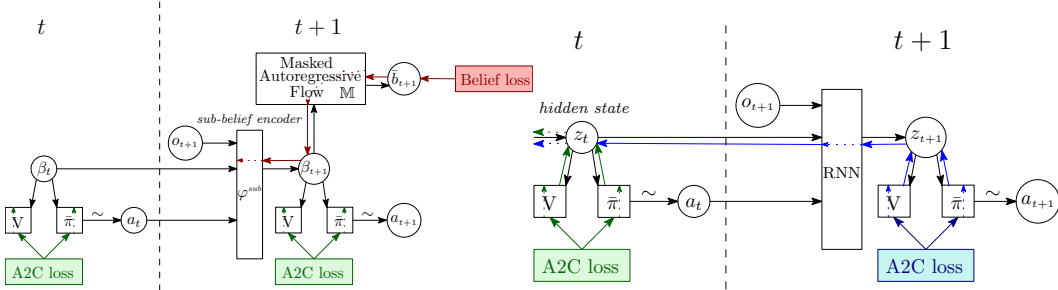 t
t + 1
Masked
Autoregressive
Flow 𝕄
b̄ₜ₊₁
Belief loss
sub-belief encoder
oₜ₊₁
βₜ
φˢᵘᵇ
βₜ₊₁
V
π̄
~
aₜ
V
π̄
~
aₜ₊₁
A2C loss
A2C loss
t
t + 1
hidden state
oₜ₊₁
zₜ
RNN
zₜ₊₁
V
π̄
~
aₜ
V
π̄
~
aₜ₊₁
A2C loss
A2C loss